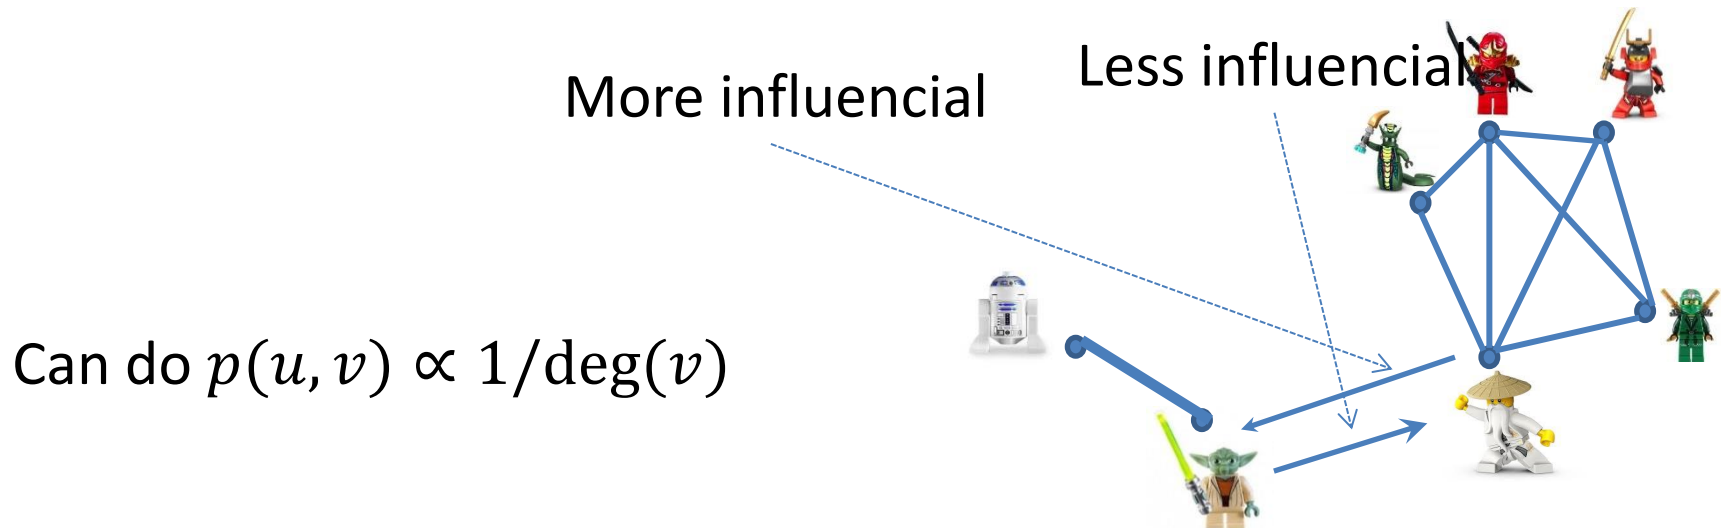 More influencial
Less influencial
Can do 𝑝(𝑢, 𝑣) ∝ 1/deg(𝑣)